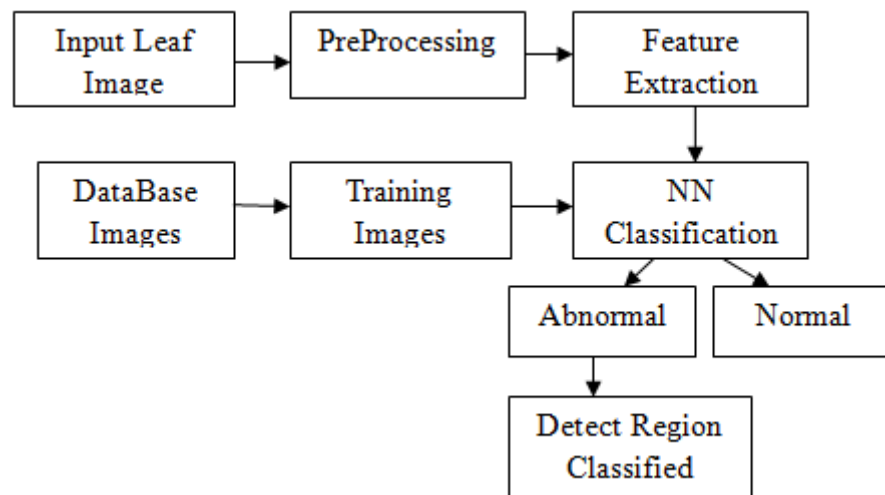 Input Leaf
Image
PreProcessing
Feature
Extraction
DataBase
Images
Training
Images
NN
Classification
Abnormal
Normal
Detect Region
Classified